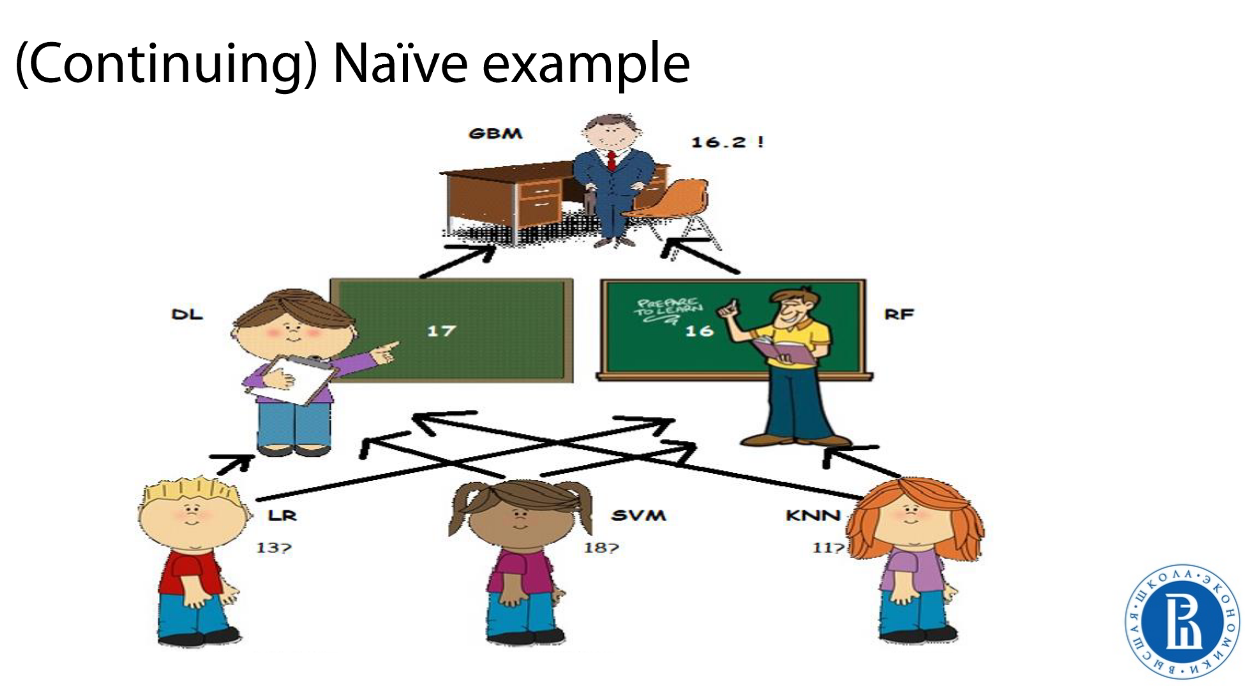 (Continuing) Naïve example
GBM
16.2 !
DL
17
PREPARE
TO LEARN
16
RF
LR
13?
SVM
18?
KNN
11?
ВЫСШАЯ • ШКОЛА • ЭКОНОМИКИ •